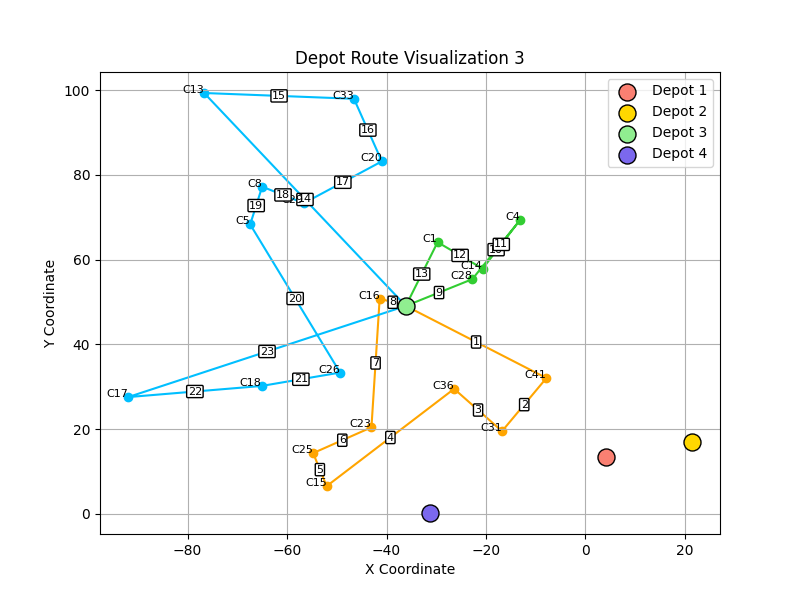 Depot Route Visualization 3
Depot 1
Depot 2
Depot 3
Depot 4
100
80
60
40
20
0
Y Coordinate
−80
−60
−40
−20
0
20
X Coordinate
C13
15
C33
16
C20
17
C8
18
14
19
C5
C4
C1
11
12
C14
13
C28
9
C16
8
20
1
23
7
C26
C41
21
C18
22
C17
C36
2
3
C31
C23
4
6
C25
5
C15